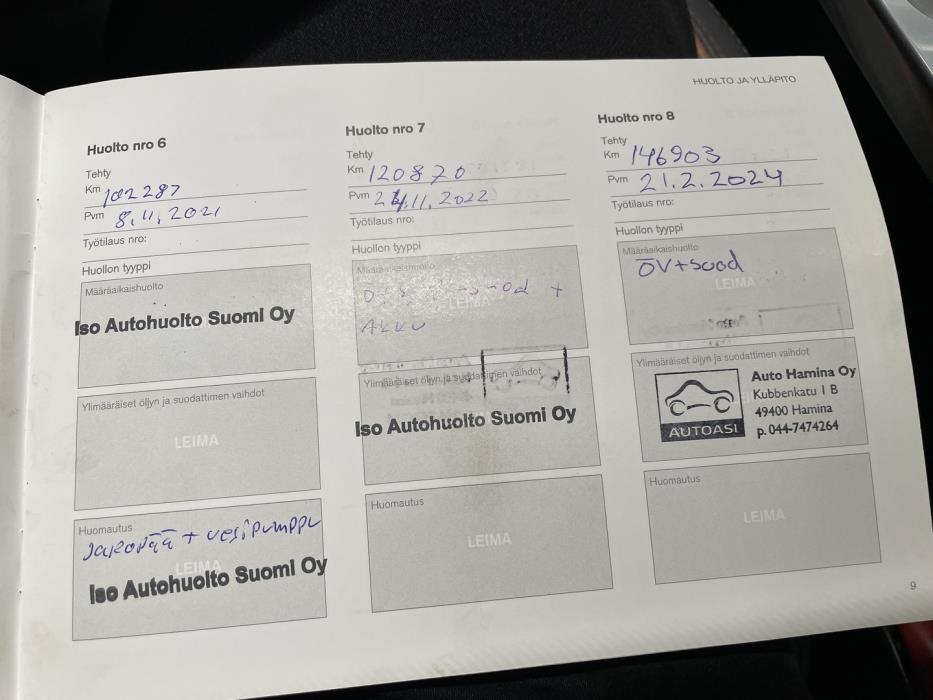 HUOLTO JA YLLÄPITO
Huolto nro 6
Tehty
Km 102287
Pvm 8.11.2021
Työtilaus nro:
Huollon tyyppi
Määräaikaishuolto
Iso Autohuolto Suomi Oy
Ylimääräiset öljyn ja suodattimen vaihdot
LEIMA
Huomautus
Jakopää + vesipumppu
LEIMA
Iso Autohuolto Suomi Oy
Huolto nro 7
Tehty
Km 120870
Pvm 24.11.2022
Työtilaus nro:
Huollon tyyppi
Määräaikaishuolto
LEIMA
+
Akku
Ylimääräiset öljyn ja suodattimen vaihdot
Iso Autohuolto Suomi Oy
Huomautus
LEIMA
Huolto nro 8
Tehty
Km 146903
Pvm 21.2.2024
Työtilaus nro:
Huollon tyyppi
Määräaikaishuolto
ÖV+suod
LEIMA
Ylimääräiset öljyn ja suodattimen vaihdot
AUTOASI
Auto Hamina Oy
Kubbenkatu 1 B
49400 Hamina
p. 044-7474264
Huomautus
LEIMA
9